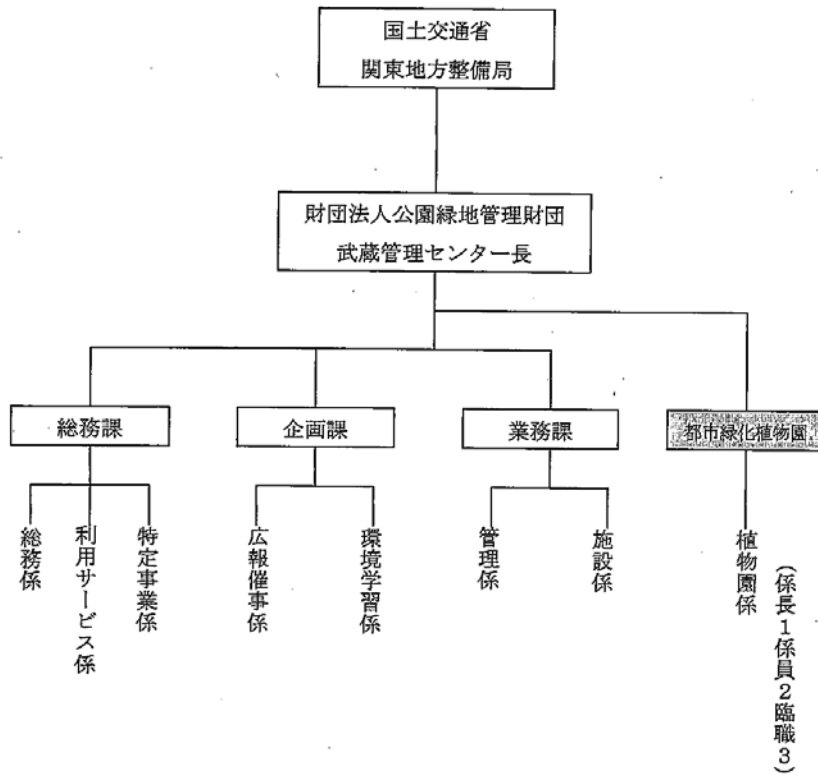 国土交通省
関東地方整備局
財団法人公園緑地管理財団
武蔵管理センター長
総務課
企画課
業務課
都市緑化植物園
総務係
利用サービス係
特定事業係
広報催事係
環境学習係
管理係
施設係
植物園係
（係長1係員2臨職3）